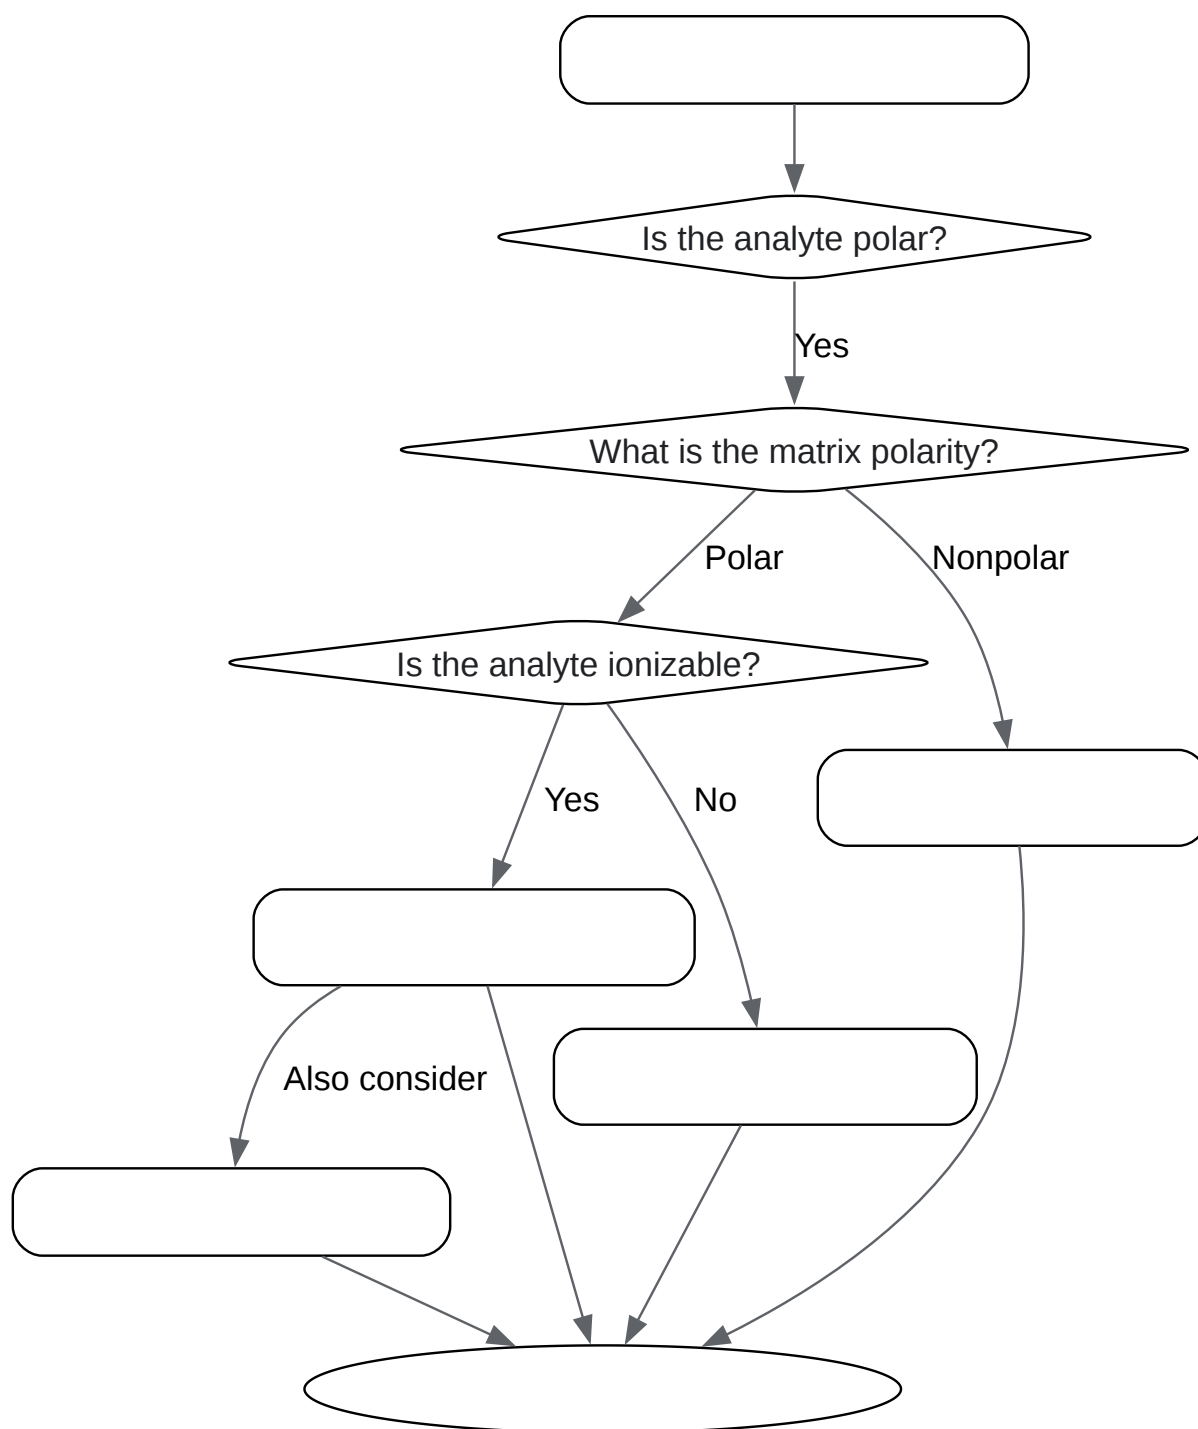 Is the analyte polar?
Yes
What is the matrix polarity?
Polar
Nonpolar
Is the analyte ionizable?
Yes
No
Also consider